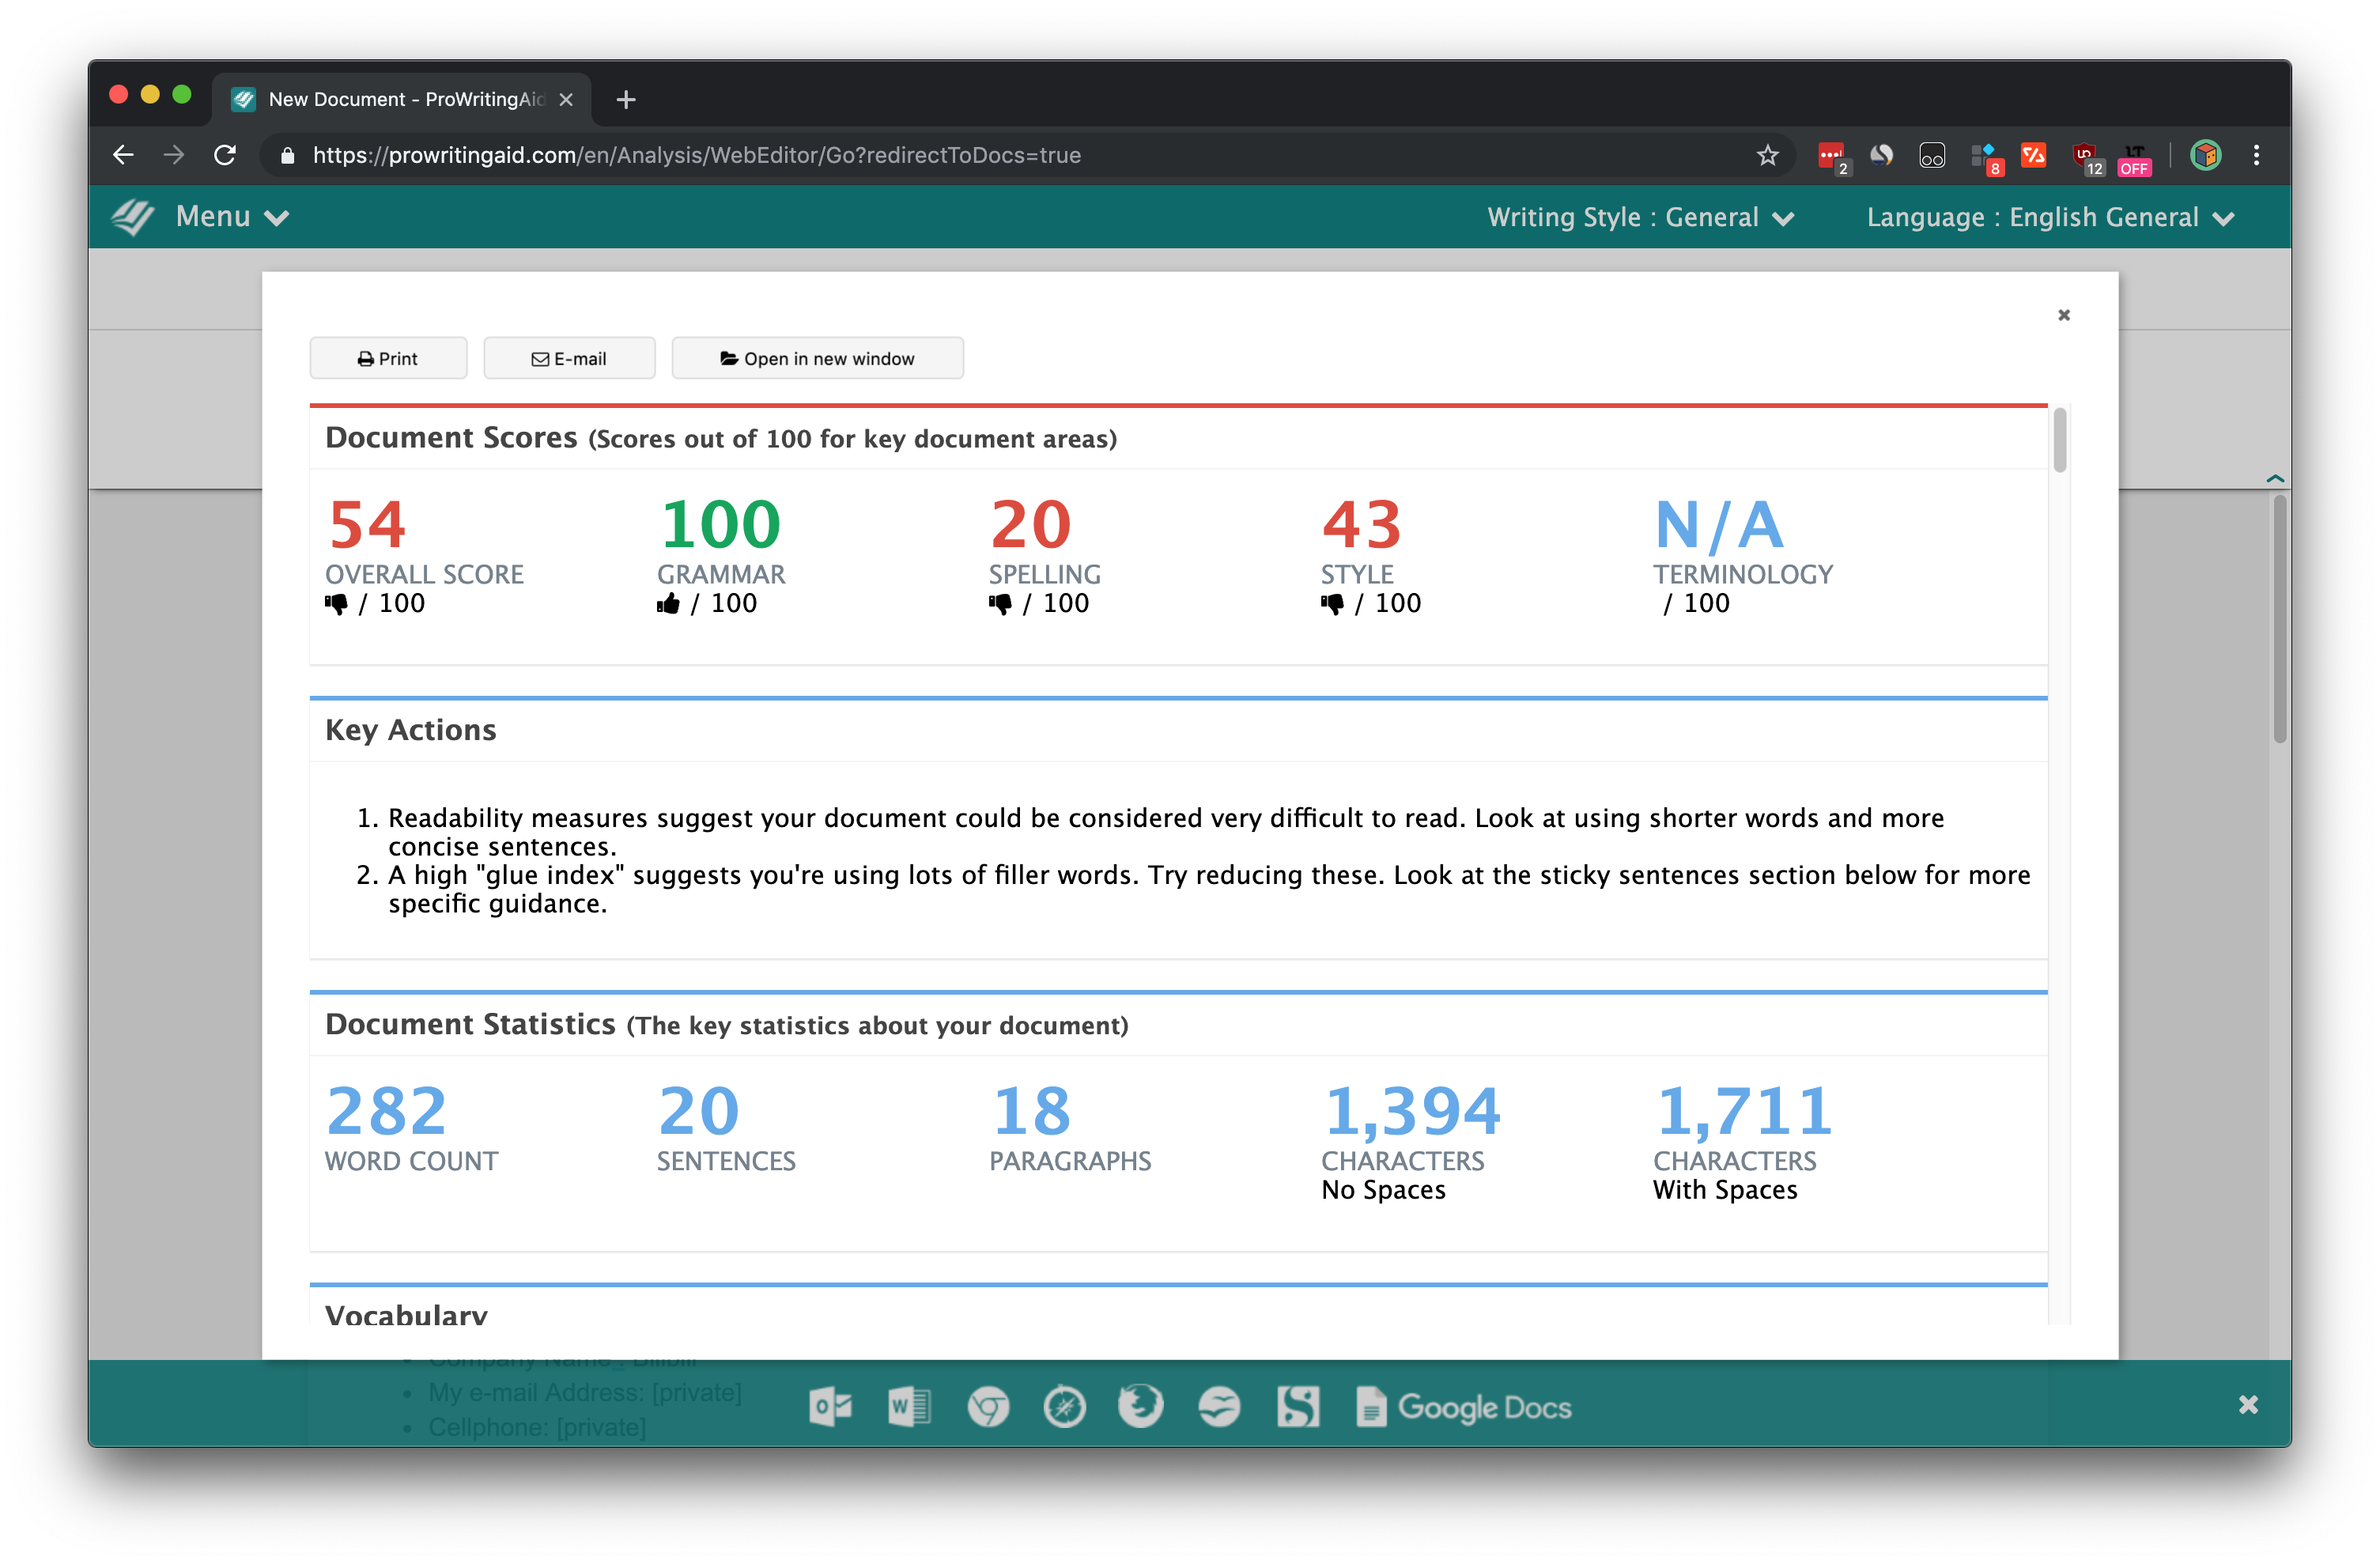 New Document - ProWritingAid
https://prowritingaid.com/en/Analysis/WebEditor/Go?redirectToDocs=true
2
8
12
OFF
Menu
Writing Style : General
Language : English General
Print
E-mail
Open in new window
Document Scores (Scores out of 100 for key document areas)
54
100
20
43
N/A
OVERALL SCORE
GRAMMAR
SPELLING
STYLE
TERMINOLOGY
/ 100
/ 100
/ 100
/ 100
/ 100
Key Actions
1. Readability measures suggest your document could be considered very difficult to read. Look at using shorter words and more
concise sentences.
2. A high "glue index" suggests you're using lots of filler words. Try reducing these. Look at the sticky sentences section below for more
specific guidance.
Document Statistics (The key statistics about your document)
282
20
18
1,394
1,711
WORD COUNT
SENTENCES
PARAGRAPHS
CHARACTERS
CHARACTERS
No Spaces
With Spaces
Vocabulary
Company Name : Bilibili
My e-mail Address: [private]
Cellphone: [private]
Google Docs